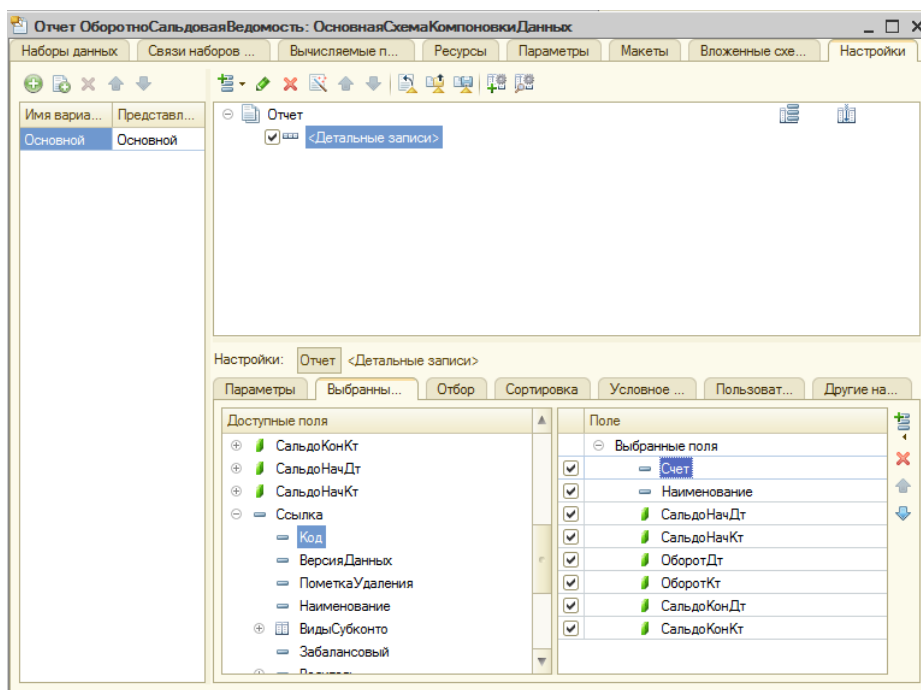 Отчет ОборотноСальдоваяВедомость: ОсновнаяСхемаКомпоновкиДанных
Наборы данных Связи наборов ... Вычисляемые п... Ресурсы Параметры Макеты Вложенные схе... Настройки
Имя вариа... Представл...
Основной Основной
Отчет
<Детальные записи>
Настройки: Отчет <Детальные записи>
Параметры Выбранны... Отбор Сортировка Условное ... Пользоват... Другие на...
Доступные поля
СальдоКонКт
СальдоНачДт
СальдоНачКт
Ссылка
Код
ВерсияДанных
ПометкаУдаления
Наименование
ВидыСубконто
Забалансовый
Поле
Выбранные поля
Счет
Наименование
СальдоНачДт
СальдоНачКт
ОборотДт
ОборотКт
СальдоКонДт
СальдоКонКт